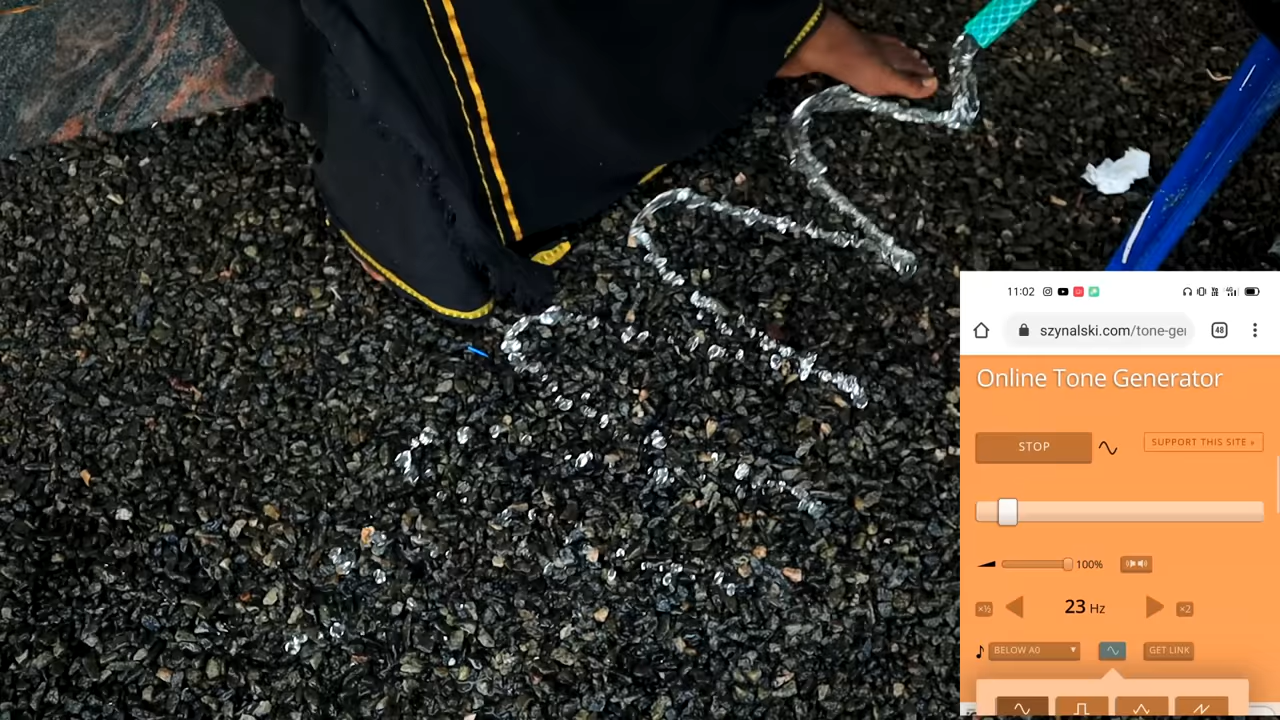 11:02
48
szynalski.com/tone-ge
Online Tone Generator
STOP
SUPPORT THIS SITE »
100%
×½
23 Hz
×2
BELOW A0
GET LINK